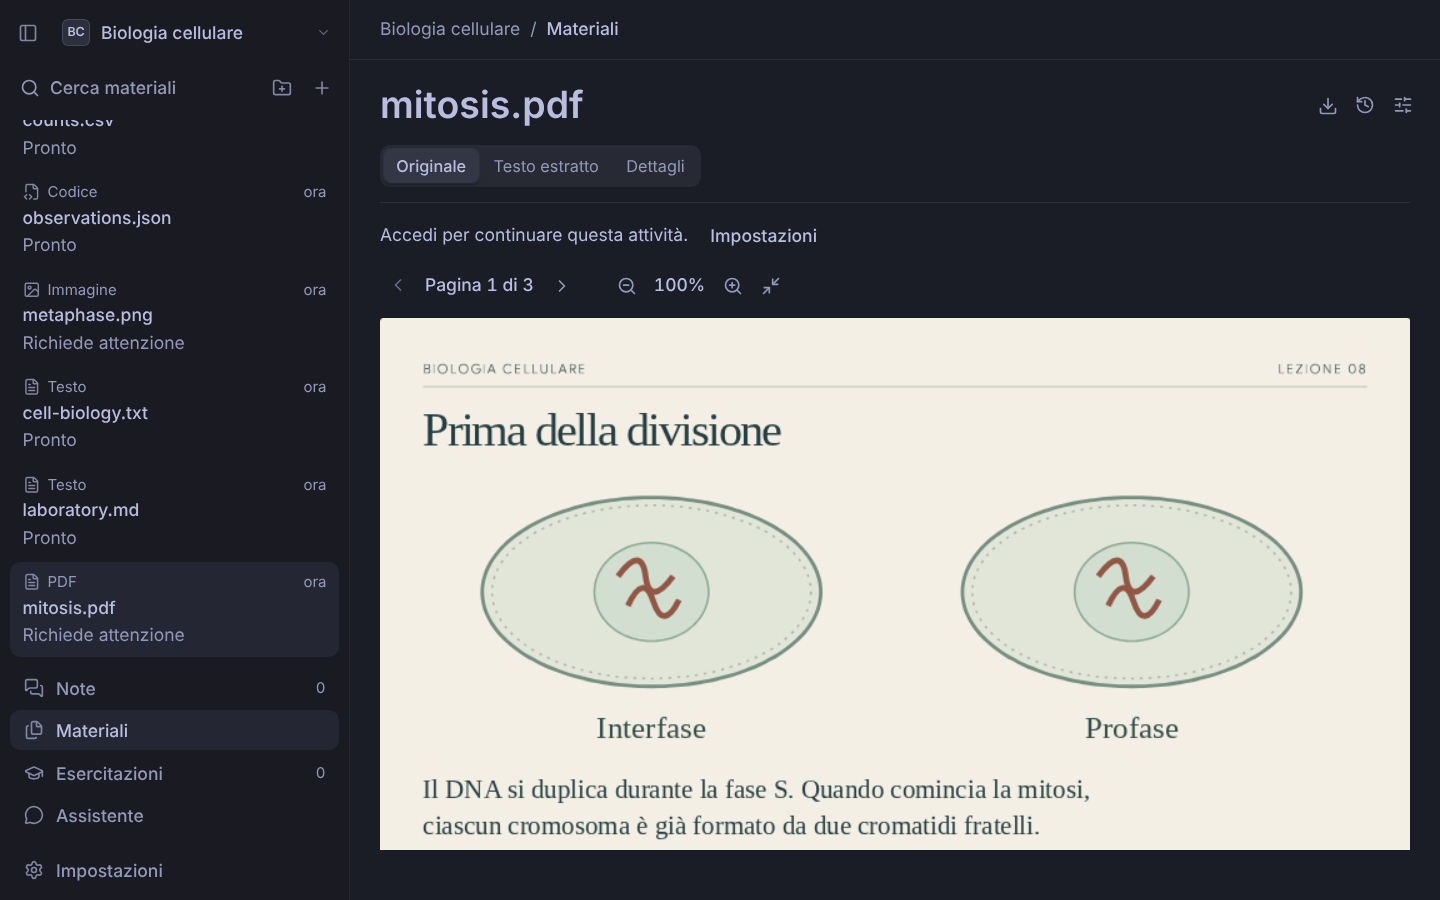 BC Biologia cellulare
Cerca materiali
counts.csv
Pronto
Codice ora
observations.json
Pronto
Immagine ora
metaphase.png
Richiede attenzione
Testo ora
cell-biology.txt
Pronto
Testo ora
laboratory.md
Pronto
PDF ora
mitosis.pdf
Richiede attenzione
Note 0
Materiali
Esercitazioni 0
Assistente
Impostazioni
Biologia cellulare / Materiali
mitosis.pdf
Originale Testo estratto Dettagli
Accedi per continuare questa attività. Impostazioni
Pagina 1 di 3 100%
BIOLOGIA CELLULARE LEZIONE 08
Prima della divisione
Interfase Profase
Il DNA si duplica durante la fase S. Quando comincia la mitosi,
ciascun cromosoma è già formato da due cromatidi fratelli.